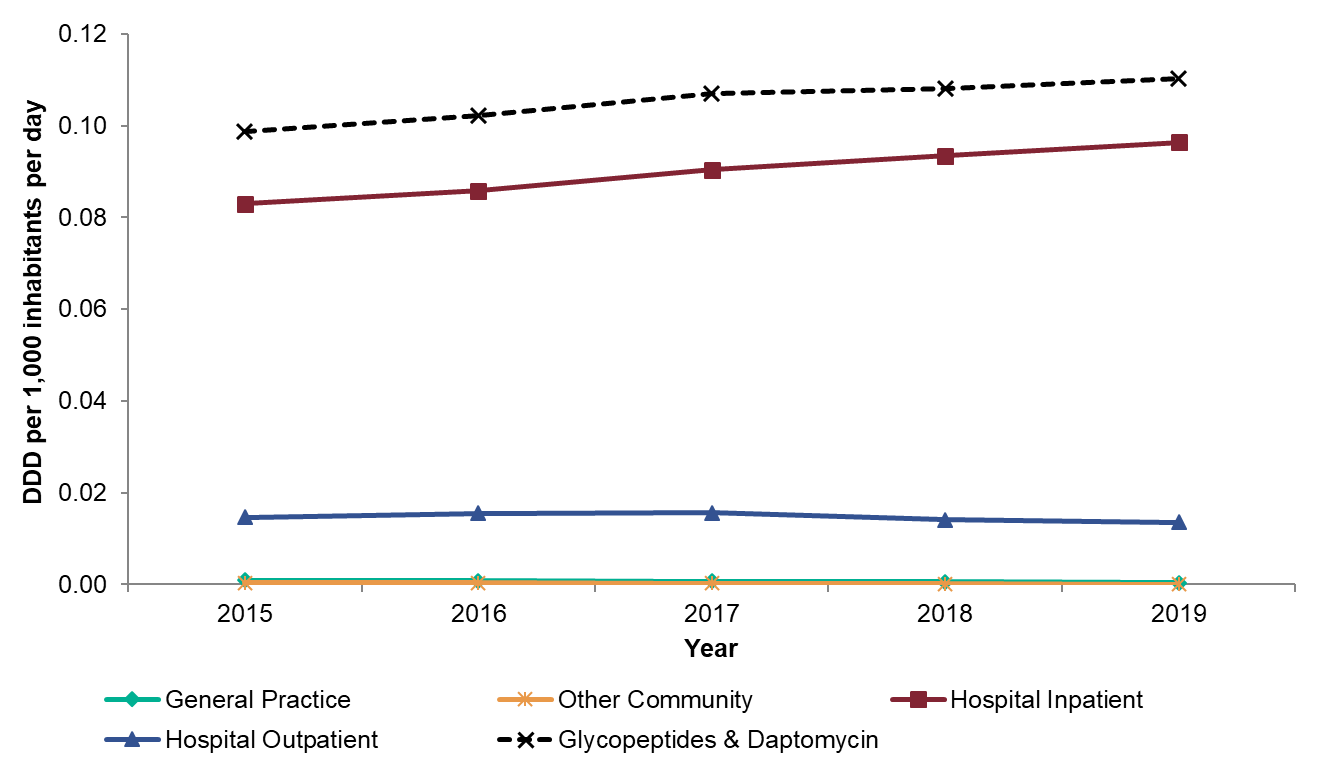 0.12
0.10
0.08
0.06
0.04
0.02
0.00
DDD per 1,000 inhabitants per day
2015 2016 2017 2018 2019
Year
General Practice Other Community Hospital Inpatient
Hospital Outpatient Glycopeptides & Daptomycin